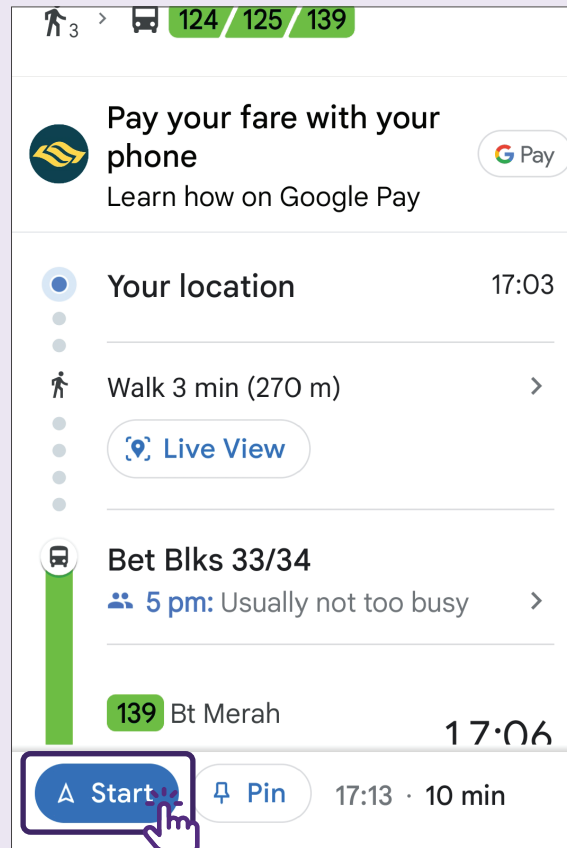 3 124 125 139
Pay your fare with your
phone
G Pay
Learn how on Google Pay
Your location 17:03
Walk 3 min (270 m)
Live View
Bet Blks 33/34
5 pm: Usually not too busy
139 Bt Merah
17:06
Start Pin 17:13 · 10 min